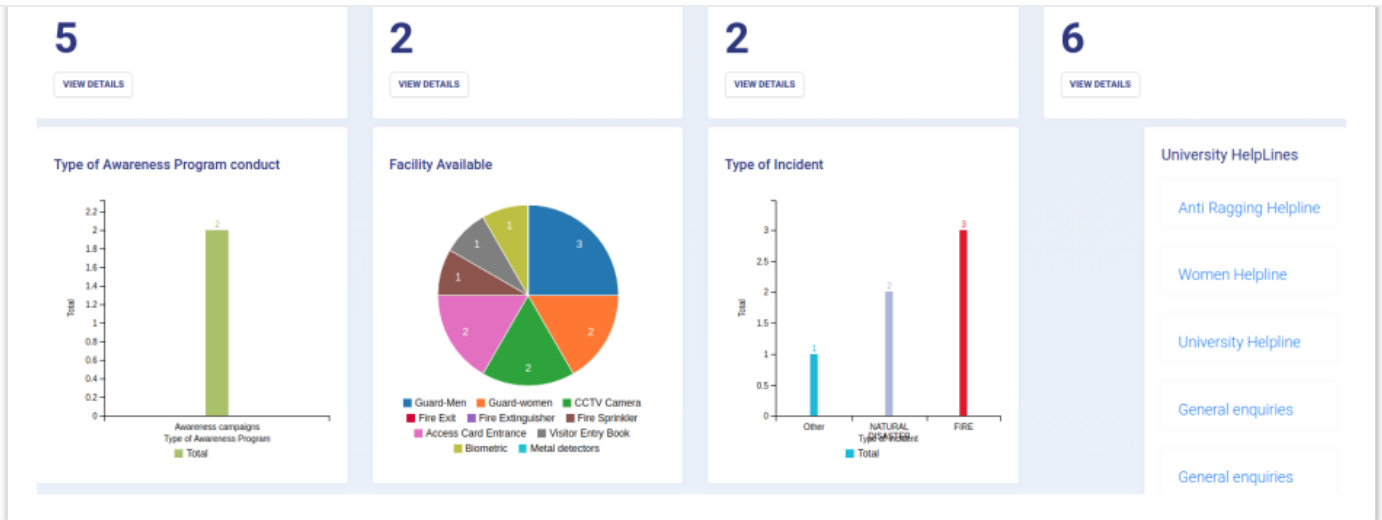 5
2
2
6
VIEW DETAILS
VIEW DETAILS
VIEW DETAILS
VIEW DETAILS
Type of Awareness Program conduct
2.2
2
1.8
1.6
1.4
1.2
1
0.8
0.6
0.4
0.2
0
Total
2
Awareness campaigns
Type of Awareness Program
Total
Facility Available
1
3
1
1
2
2
2
Guard-Men Guard-women CCTV Camera
Fire Exit Fire Extinguisher Fire Sprinkler
Access Card Entrance Visitor Entry Book
Biometric Metal detectors
Type of Incident
3
2.5
2
1.5
1
0.5
0
Total
1
2
3
Other NATURAL FIRE
DISASTER
Type of Incident
Total
University HelpLines
Anti Ragging Helpline
Women Helpline
University Helpline
General enquiries
General enquiries